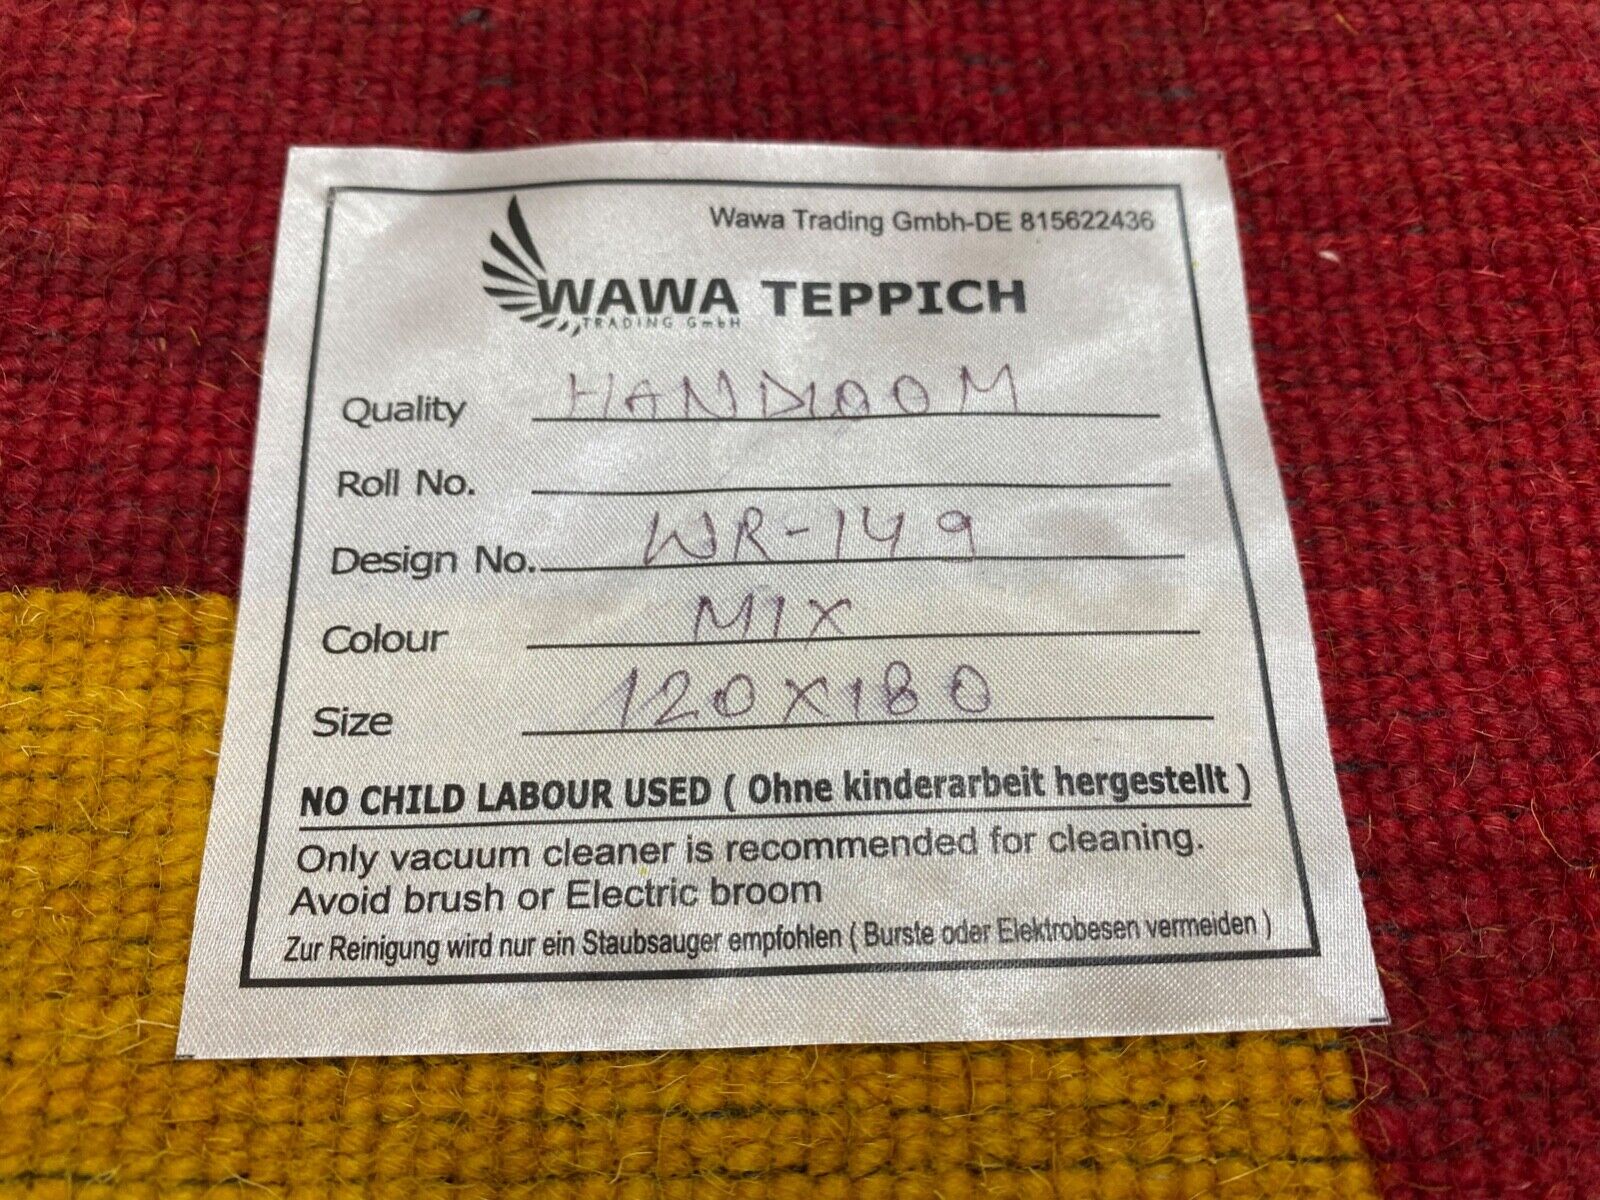 Wawa Trading Gmbh-DE 815622436
WAWA TEPPICH
TRADING GmbH
Quality HANDLOOM
Roll No.
Design No. WR-149
Colour MIX
Size 120X180
NO CHILD LABOUR USED ( Ohne kinderarbeit hergestellt )
Only vacuum cleaner is recommended for cleaning.
Avoid brush or Electric broom
Zur Reinigung wird nur ein Staubsauger empfohlen ( Burste oder Elektrobesen vermeiden )